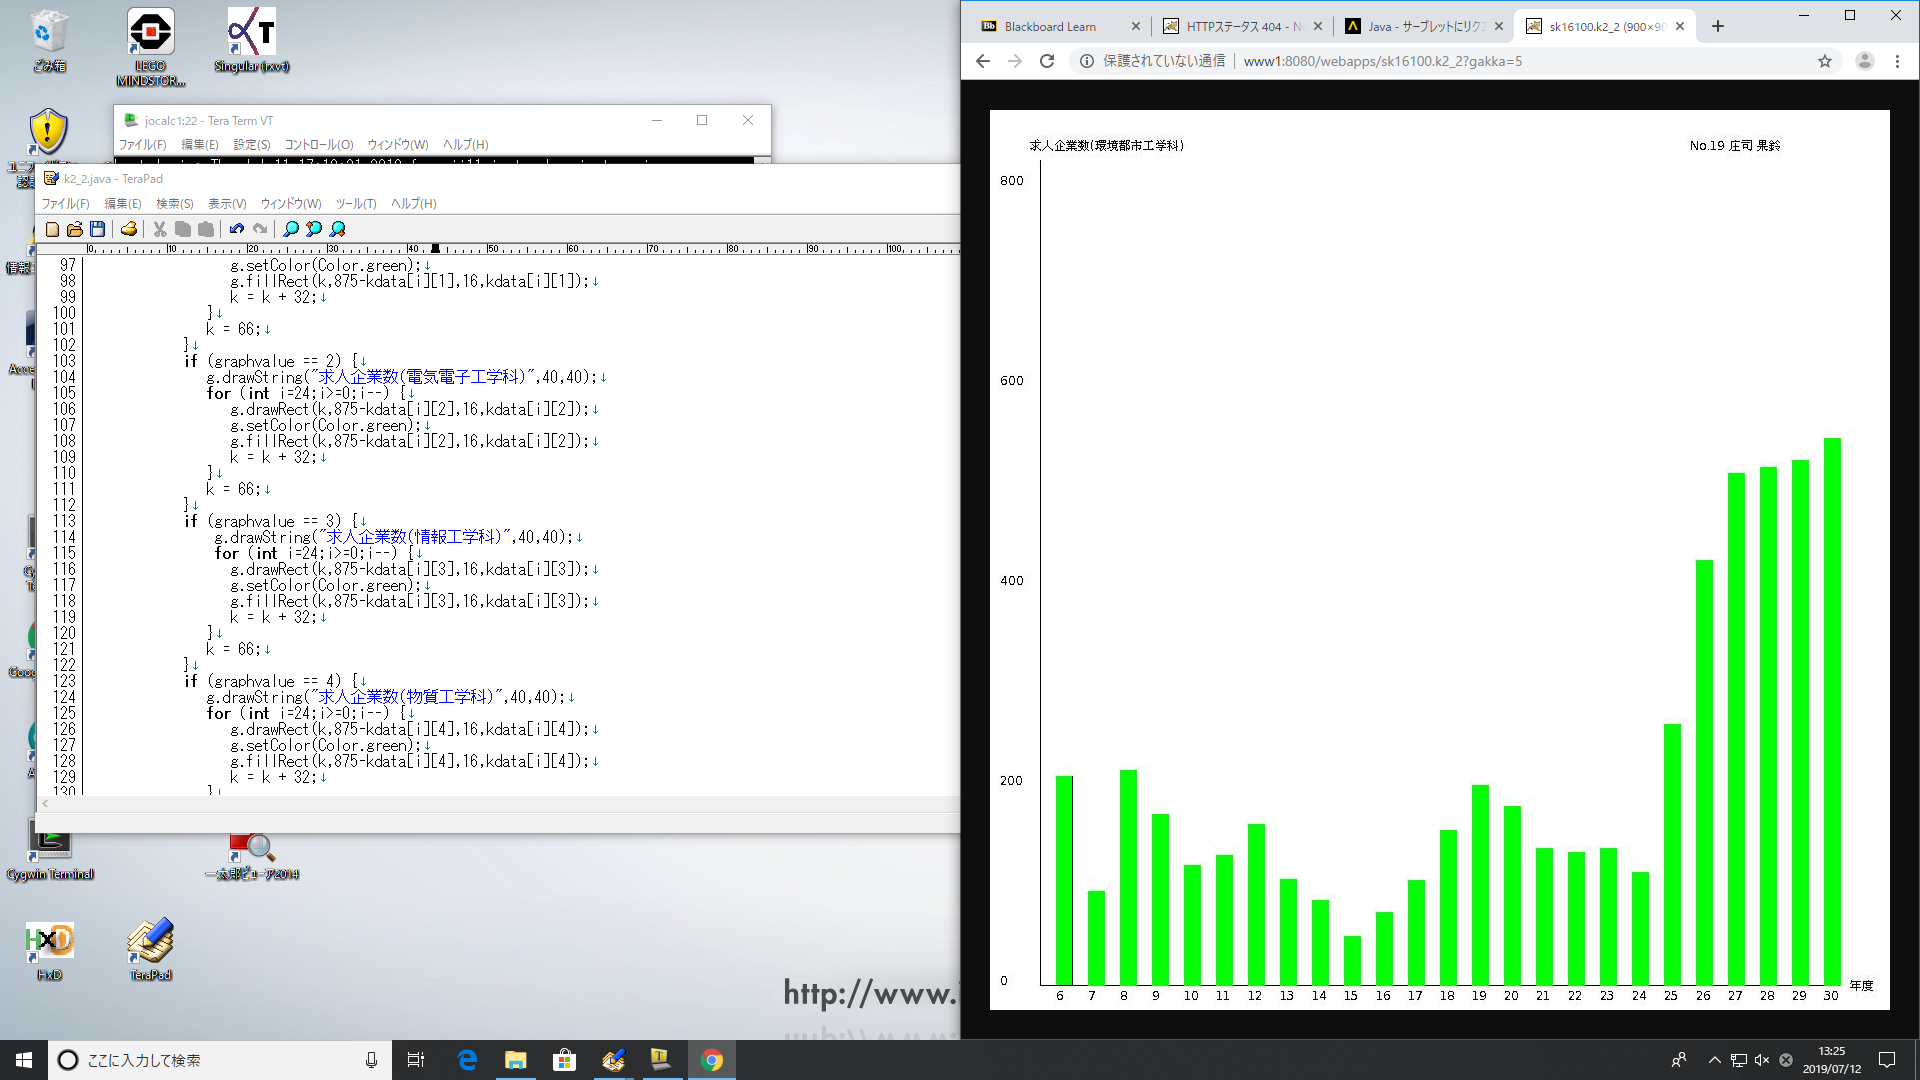 ごみ箱
LEGO
MINDSTOR...
Singular (rxvt)
jocalc1:22 - Tera Term VT
ファイル(F) 編集(E) 設定(S) コントロール(O) ウィンドウ(W) ヘルプ(H)
k2_2.java - TeraPad
ファイル(F) 編集(E) 検索(S) 表示(V) ウィンドウ(W) ツール(T) ヘルプ(H)
0 10 20 30 40 50 60 70 80 90 100
97 g.setColor(Color.green);↓
98 g.fillRect(k,875-kdata[i][1],16,kdata[i][1]);↓
99 k = k + 32;↓
100 }↓
101 k = 66;↓
102 }↓
103 if (graphvalue == 2) {↓
104 g.drawString("求人企業数(電気電子工学科)",40,40);↓
105 for (int i=24;i>=0;i--) {↓
106 g.drawRect(k,875-kdata[i][2],16,kdata[i][2]);↓
107 g.setColor(Color.green);↓
108 g.fillRect(k,875-kdata[i][2],16,kdata[i][2]);↓
109 k = k + 32;↓
110 }↓
111 k = 66;↓
112 }↓
113 if (graphvalue == 3) {↓
114 g.drawString("求人企業数(情報工学科)",40,40);↓
115 for (int i=24;i>=0;i--) {↓
116 g.drawRect(k,875-kdata[i][3],16,kdata[i][3]);↓
117 g.setColor(Color.green);↓
118 g.fillRect(k,875-kdata[i][3],16,kdata[i][3]);↓
119 k = k + 32;↓
120 }↓
121 k = 66;↓
122 }↓
123 if (graphvalue == 4) {↓
124 g.drawString("求人企業数(物質工学科)",40,40);↓
125 for (int i=24;i>=0;i--) {↓
126 g.drawRect(k,875-kdata[i][4],16,kdata[i][4]);↓
127 g.setColor(Color.green);↓
128 g.fillRect(k,875-kdata[i][4],16,kdata[i][4]);↓
129 k = k + 32;↓
130 }↓
Cygwin Terminal
一太郎ビューア2014
HxD
TeraPad
http://www.
Blackboard Learn
HTTPステータス 404 - N
Java - サーブレットにリク
sk16100.k2_2 (900×90
保護されていない通信 | www1:8080/webapps/sk16100.k2_2?gakka=5
求人企業数(環境都市工学科) No.19 庄司 果鈴
800
600
400
200
0
6 7 8 9 10 11 12 13 14 15 16 17 18 19 20 21 22 23 24 25 26 27 28 29 30 年度
ここに入力して検索
13:25
2019/07/12